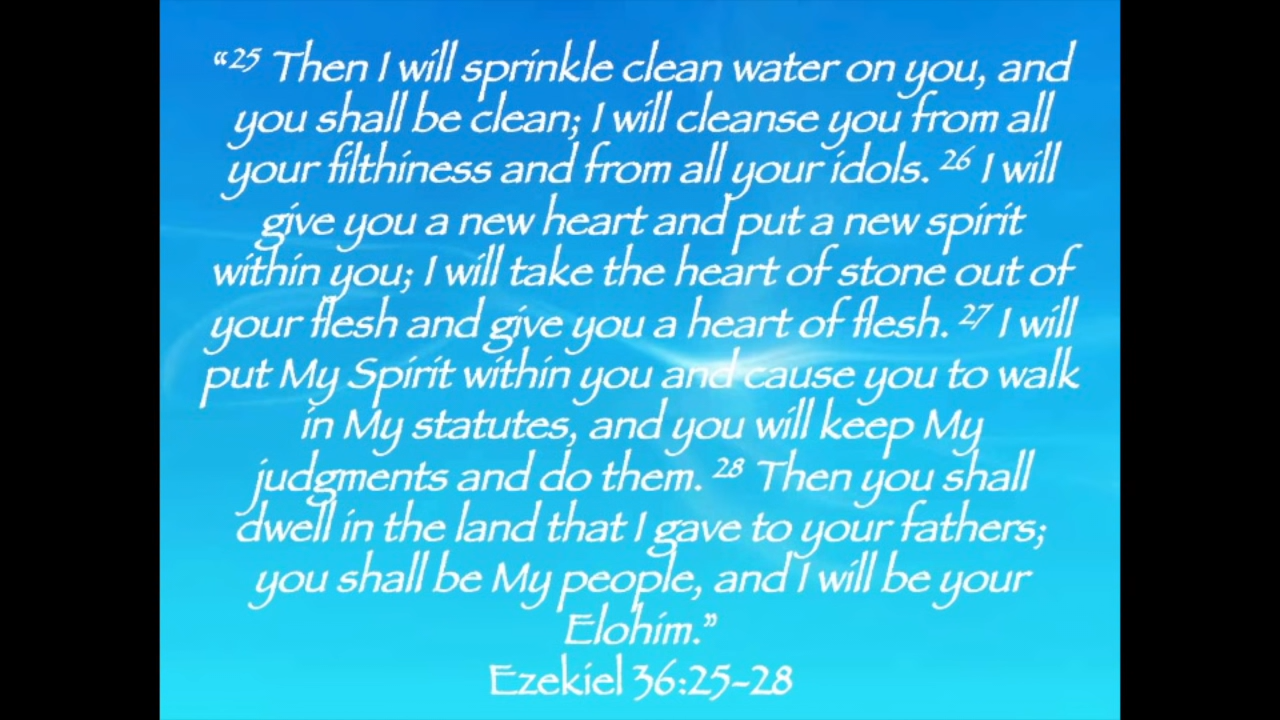 “25 Then I will sprinkle clean water on you, and
you shall be clean; I will cleanse you from all
your filthiness and from all your idols. 26 I will
give you a new heart and put a new spirit
within you; I will take the heart of stone out of
your flesh and give you a heart of flesh. 27 I will
put My Spirit within you and cause you to walk
in My statutes, and you will keep My
judgments and do them. 28 Then you shall
dwell in the land that I gave to your fathers;
you shall be My people, and I will be your
Elohim.”
Ezekiel 36:25-28